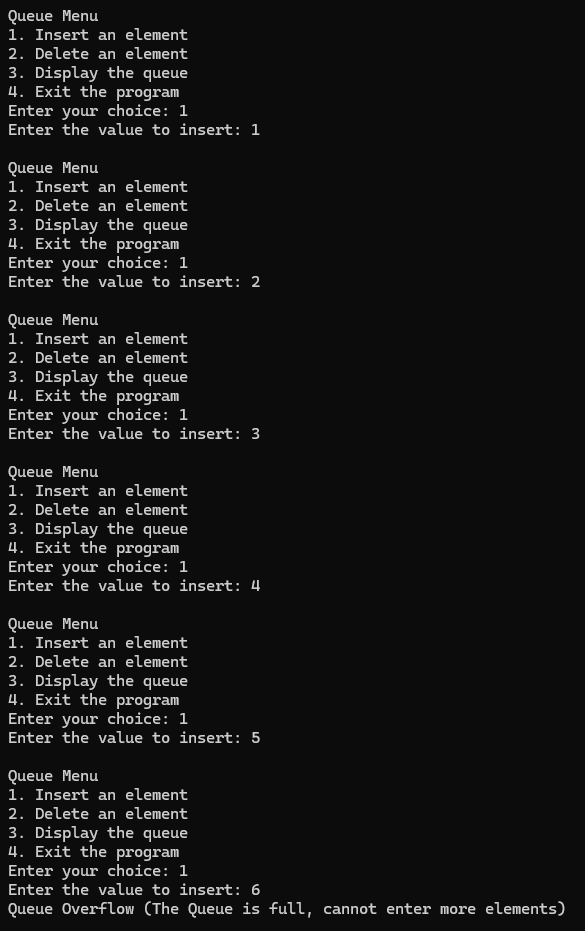 Queue Menu
1. Insert an element
2. Delete an element
3. Display the queue
4. Exit the program
Enter your choice: 1
Enter the value to insert: 1
Queue Menu
1. Insert an element
2. Delete an element
3. Display the queue
4. Exit the program
Enter your choice: 1
Enter the value to insert: 2
Queue Menu
1. Insert an element
2. Delete an element
3. Display the queue
4. Exit the program
Enter your choice: 1
Enter the value to insert: 3
Queue Menu
1. Insert an element
2. Delete an element
3. Display the queue
4. Exit the program
Enter your choice: 1
Enter the value to insert: 4
Queue Menu
1. Insert an element
2. Delete an element
3. Display the queue
4. Exit the program
Enter your choice: 1
Enter the value to insert: 5
Queue Menu
1. Insert an element
2. Delete an element
3. Display the queue
4. Exit the program
Enter your choice: 1
Enter the value to insert: 6
Queue Overflow (The Queue is full, cannot enter more elements)